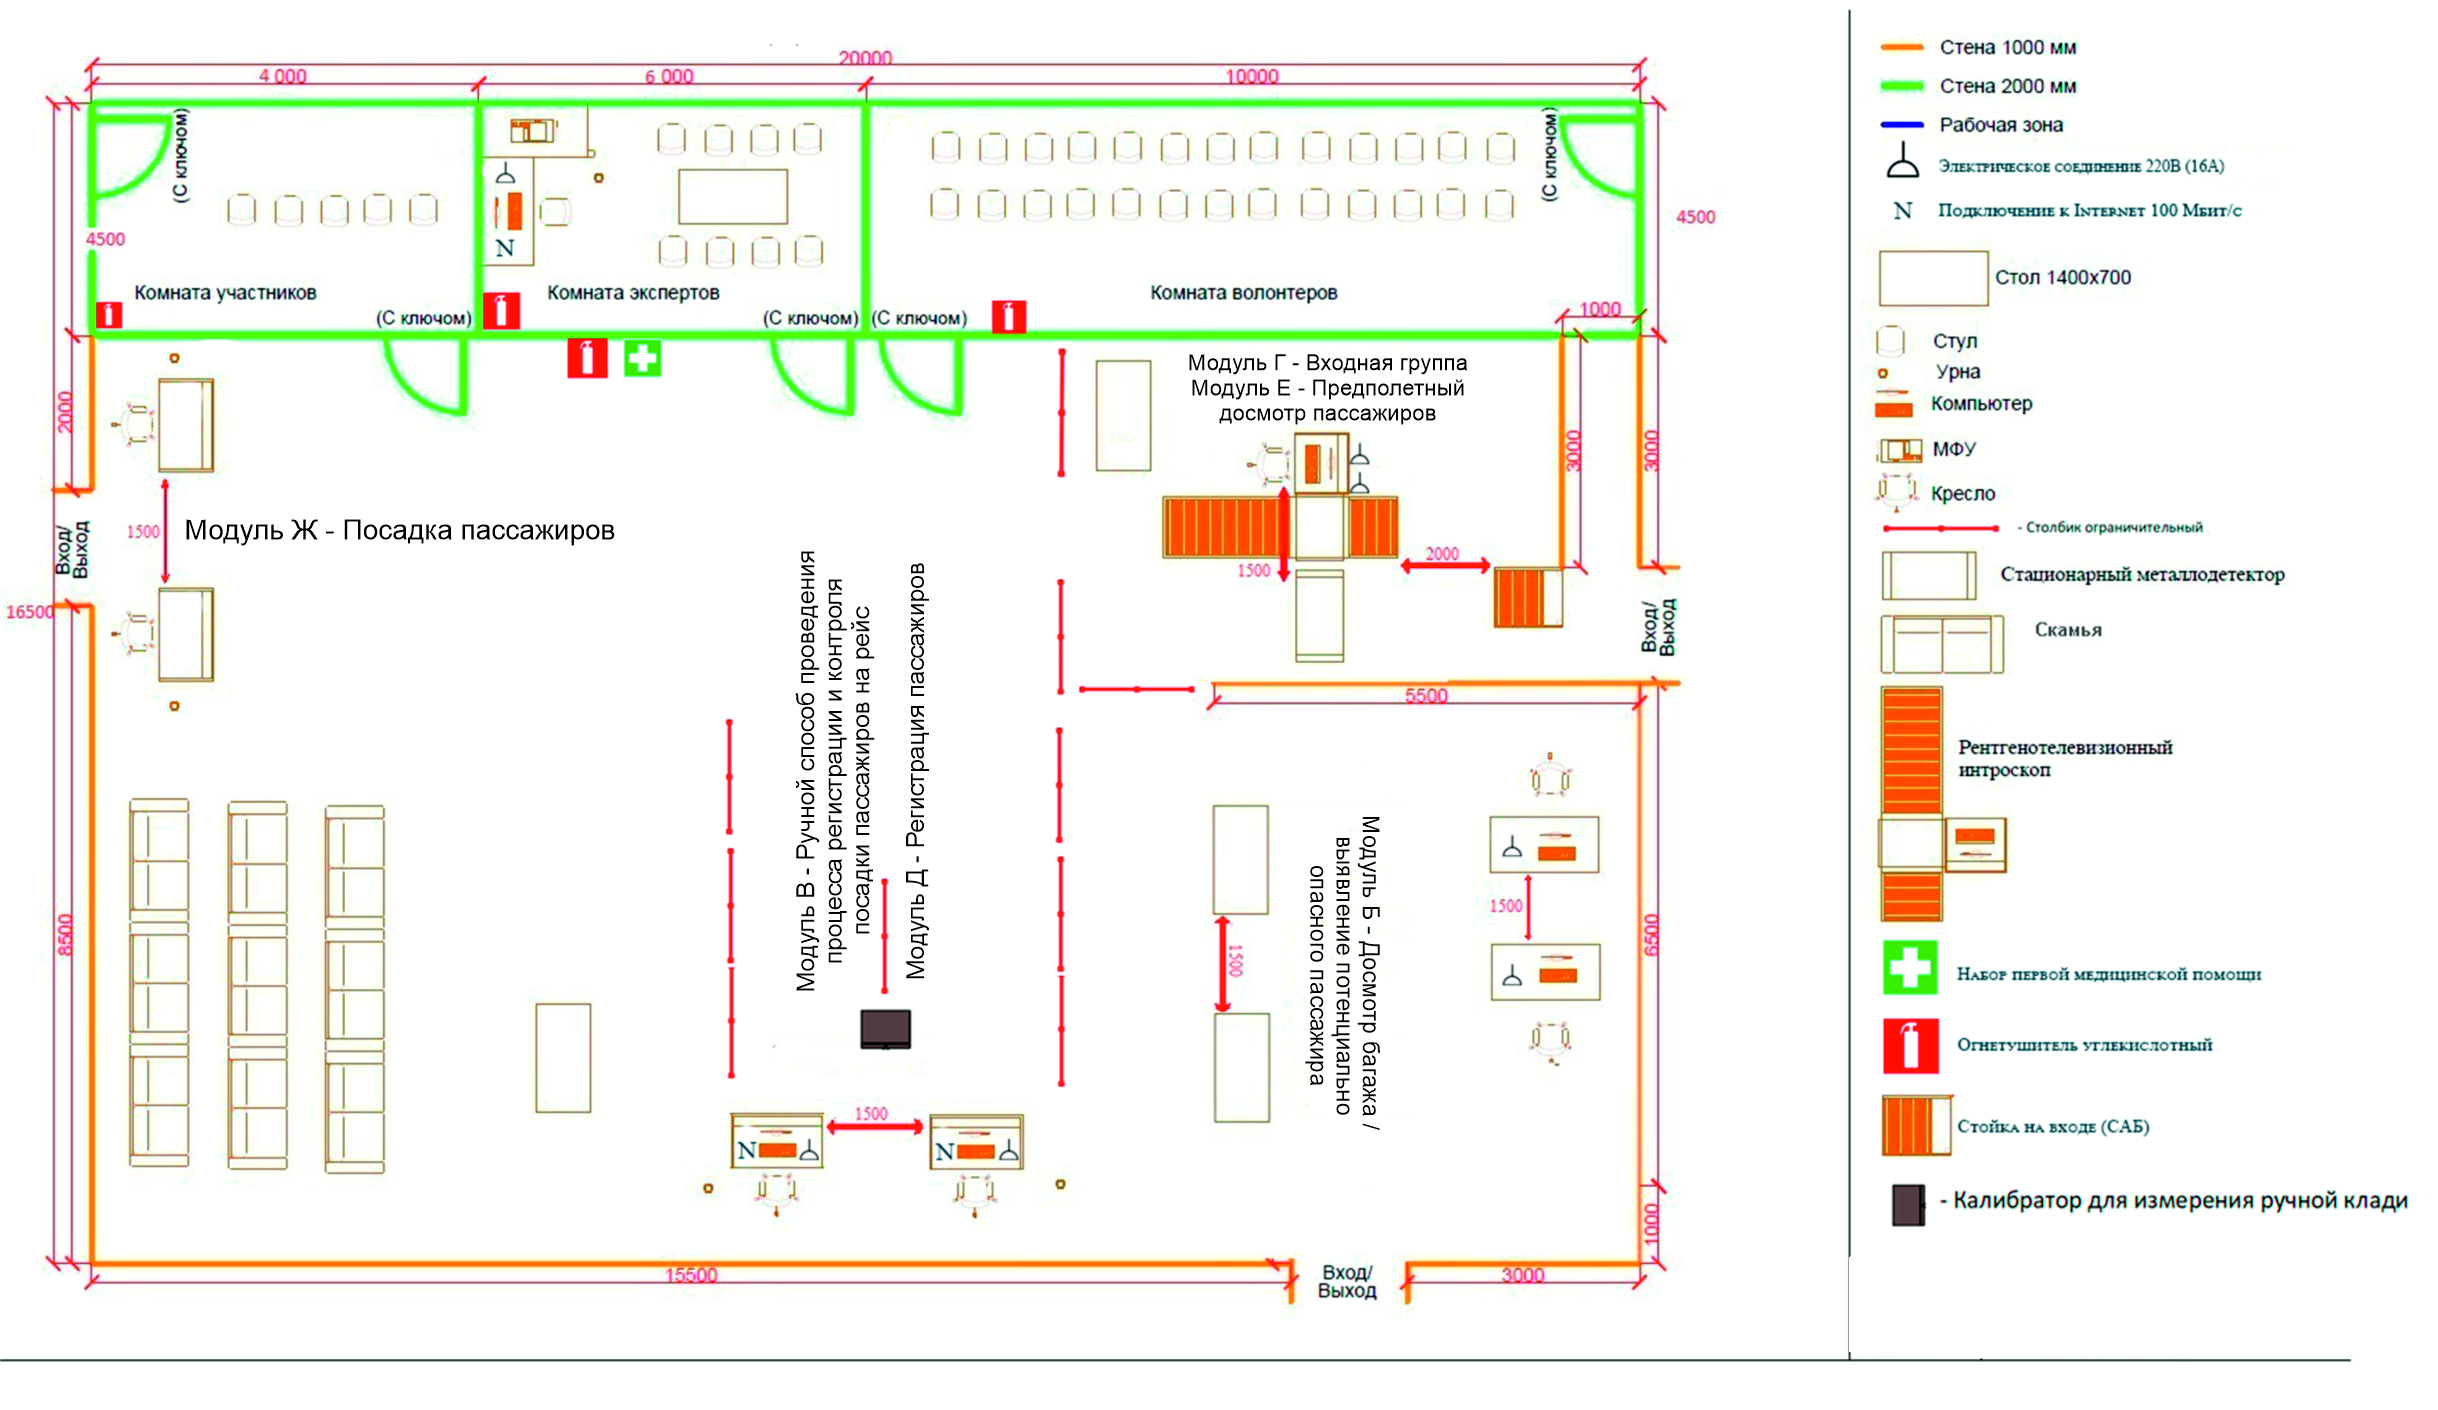 20000
4 000
6 000
10000
(С ключом)
(С ключом)
4500
4500
N
Комната участников
Комната экспертов
Комната волонтеров
(С ключом)
(С ключом)
(С ключом)
1000
Модуль Г - Входная группа
Модуль Е - Предполетный
досмотр пассажиров
2000
3000
3000
1500
Модуль Ж - Посадка пассажиров
Вход/
Выход
16500
1500
2000
Вход/
Выход
5500
Модуль В - Ручной способ проведения
процесса регистрации и контроля
посадки пассажиров на рейс
Модуль Д - Регистрация пассажиров
Модуль Б - Досмотр багажа /
выявление потенциально
опасного пассажира
1500
1500
8500
6500
1500
N
N
1000
15500
Вход/
Выход
3000
Стена 1000 мм
Стена 2000 мм
Рабочая зона
Электрическое соединение 220В (16А)
N
Подключение к Internet 100 Мбит/с
Стол 1400х700
Стул
Урна
Компьютер
МФУ
Кресло
- Столбик ограничительный
Стационарный металлодетектор
Скамья
Рентгенотелевизионный
интроскоп
Набор первой медицинской помощи
Огнетушитель углекислотный
Стойка на входе (САБ)
- Калибратор для измерения ручной клади